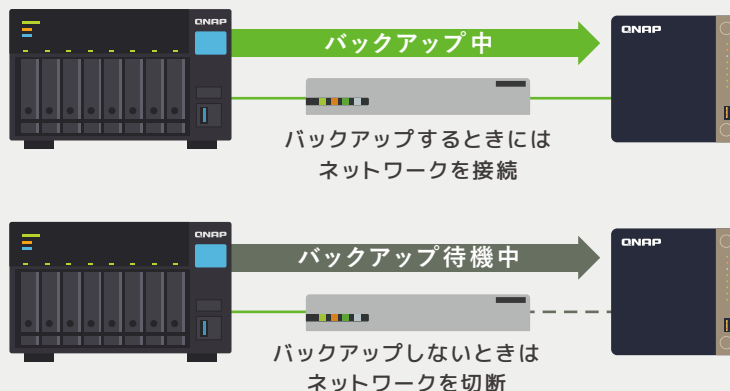 QNAP
バックアップ中
QNAP
バックアップするときには
ネットワークを接続
QNAP
バックアップ待機中
QNAP
バックアップしないときは
ネットワークを切断